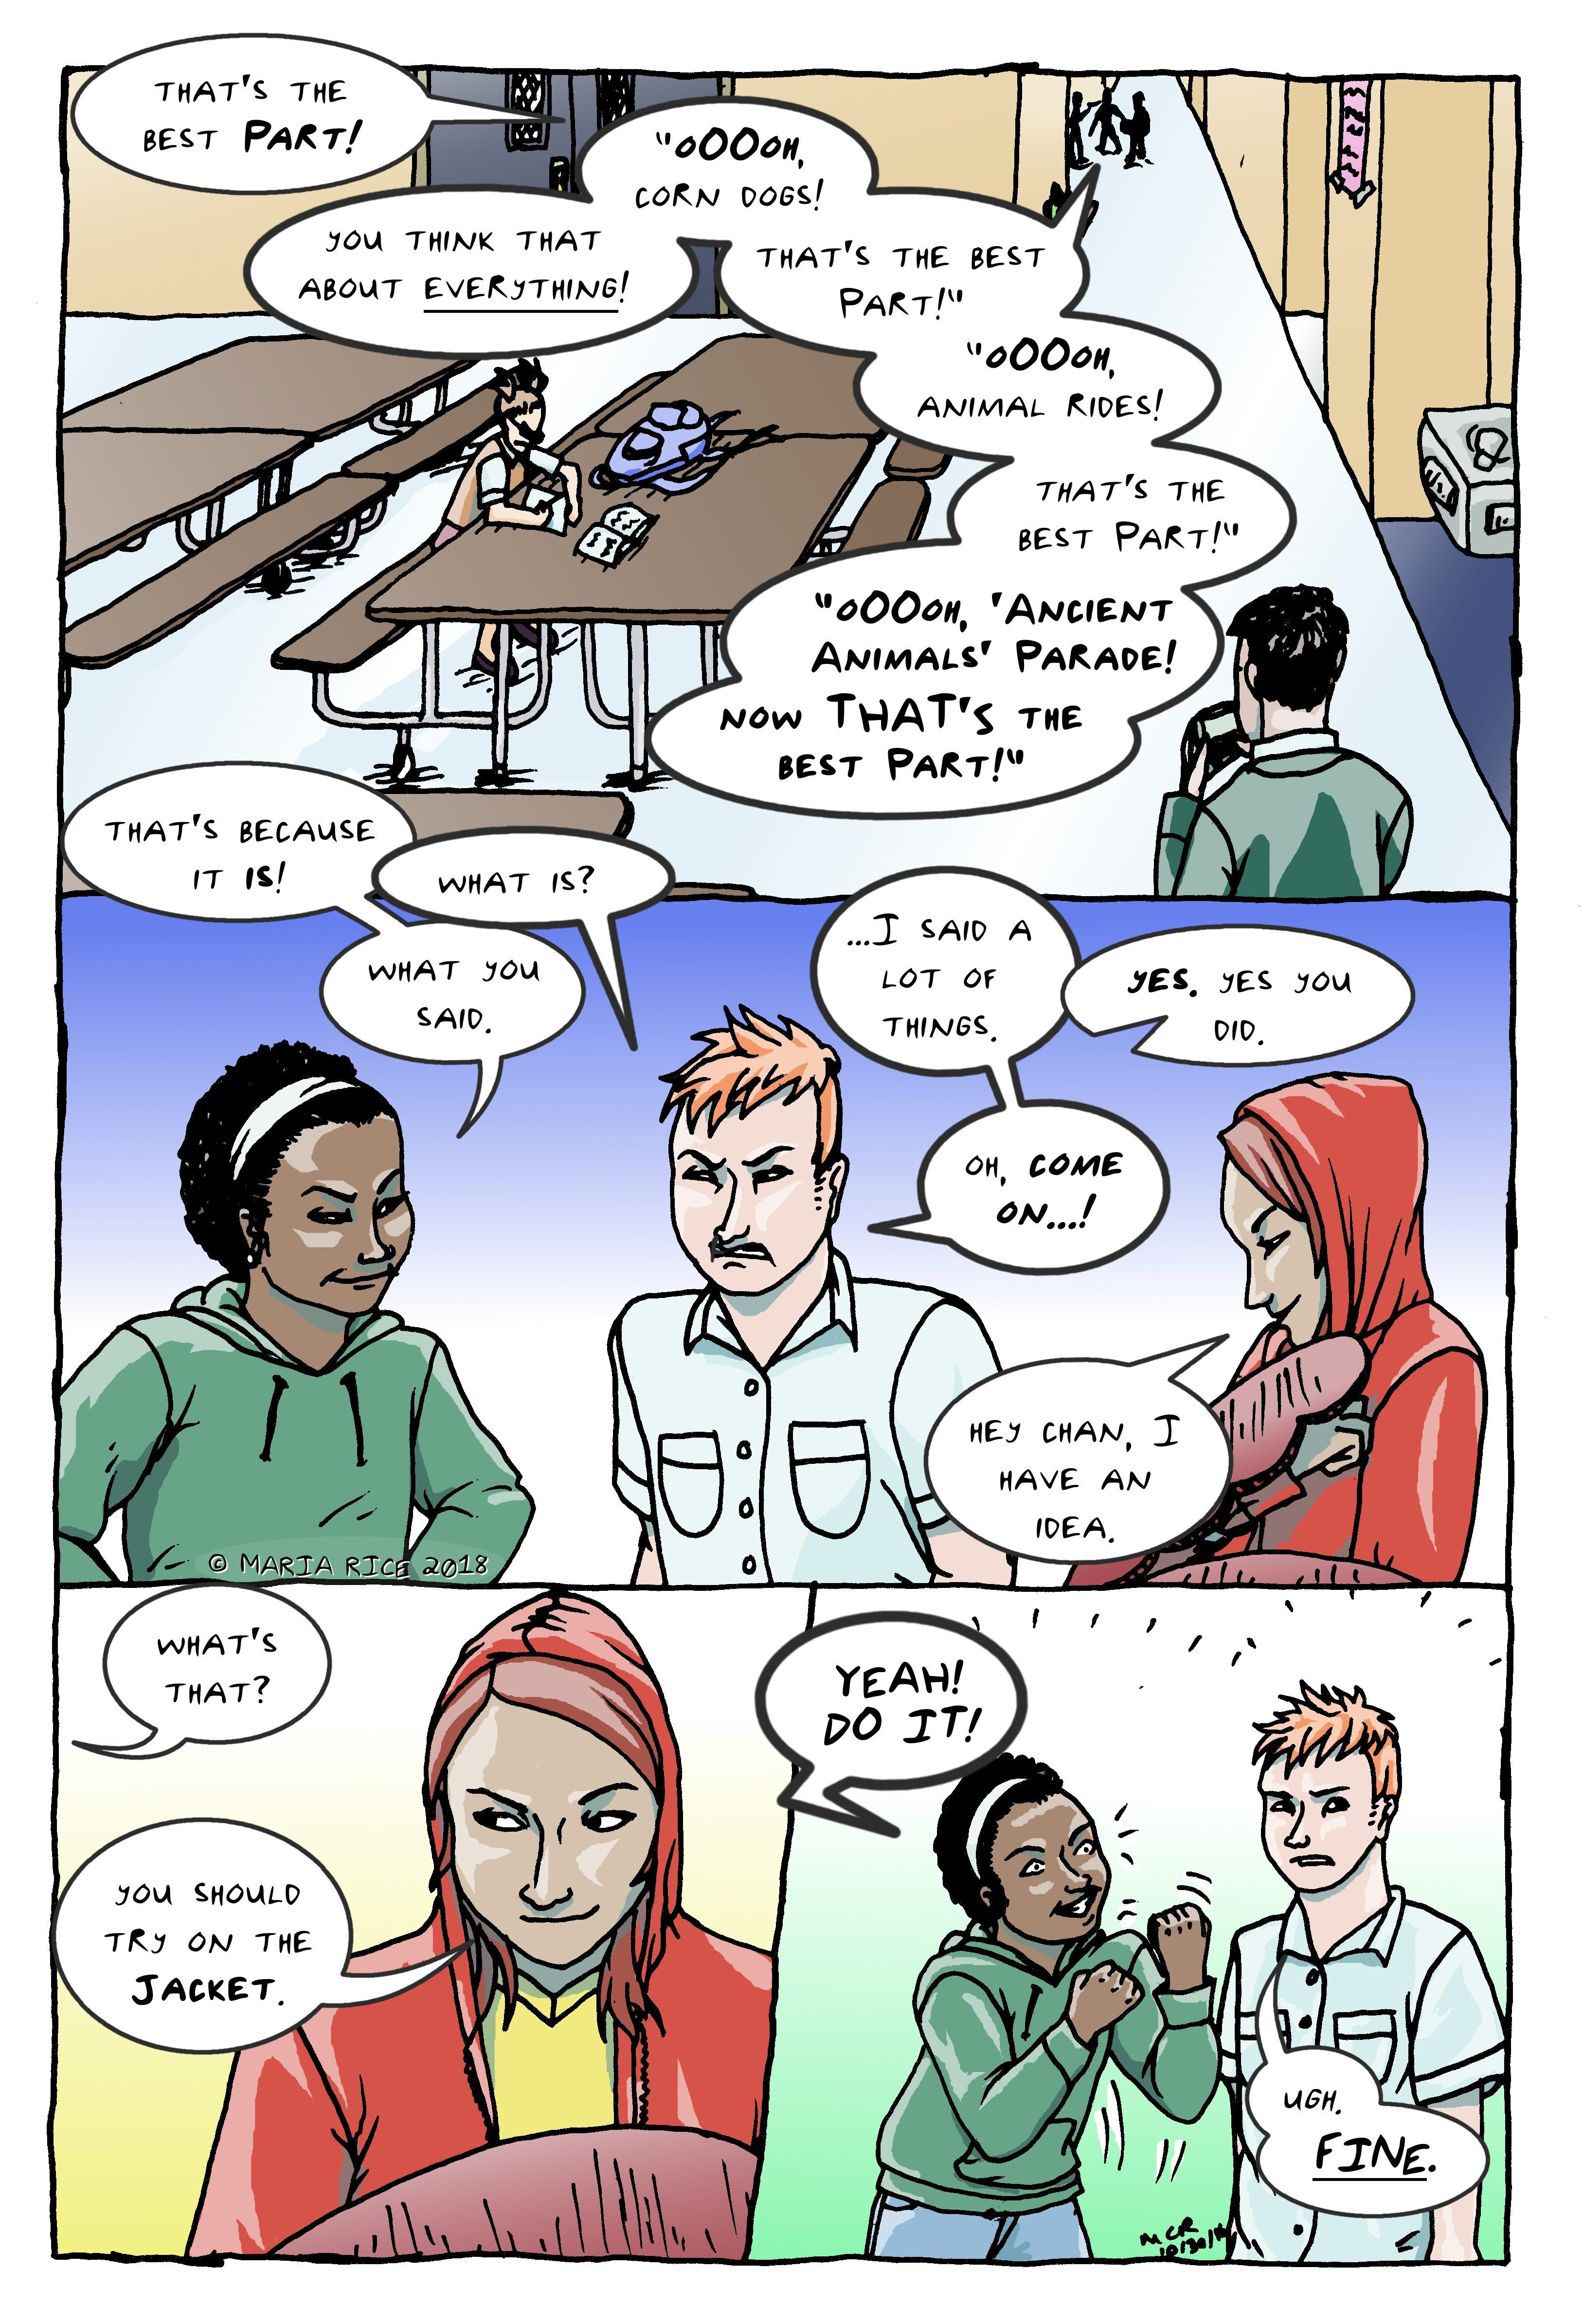 THAT'S THE
BEST PART!
"oOOOH,
CORN DOGS!
YOU THINK THAT
ABOUT EVERYTHING!
THAT'S THE BEST
PART!"
"oOOOH,
ANIMAL RIDES!
THAT'S THE
BEST PART!"
"oOOOH, 'ANCIENT
ANIMALS' PARADE!
NOW THAT'S THE
BEST PART!"
THAT'S BECAUSE
IT IS!
WHAT IS?
WHAT YOU
SAID.
...I SAID A
LOT OF
THINGS.
YES. YES YOU
DID.
OH, COME
ON...!
HEY CHAN, I
HAVE AN
IDEA.
© MARIA RICE 2018
WHAT'S
THAT?
YOU SHOULD
TRY ON THE
JACKET.
YEAH!
DO IT!
UGH.
FINE.
MCR